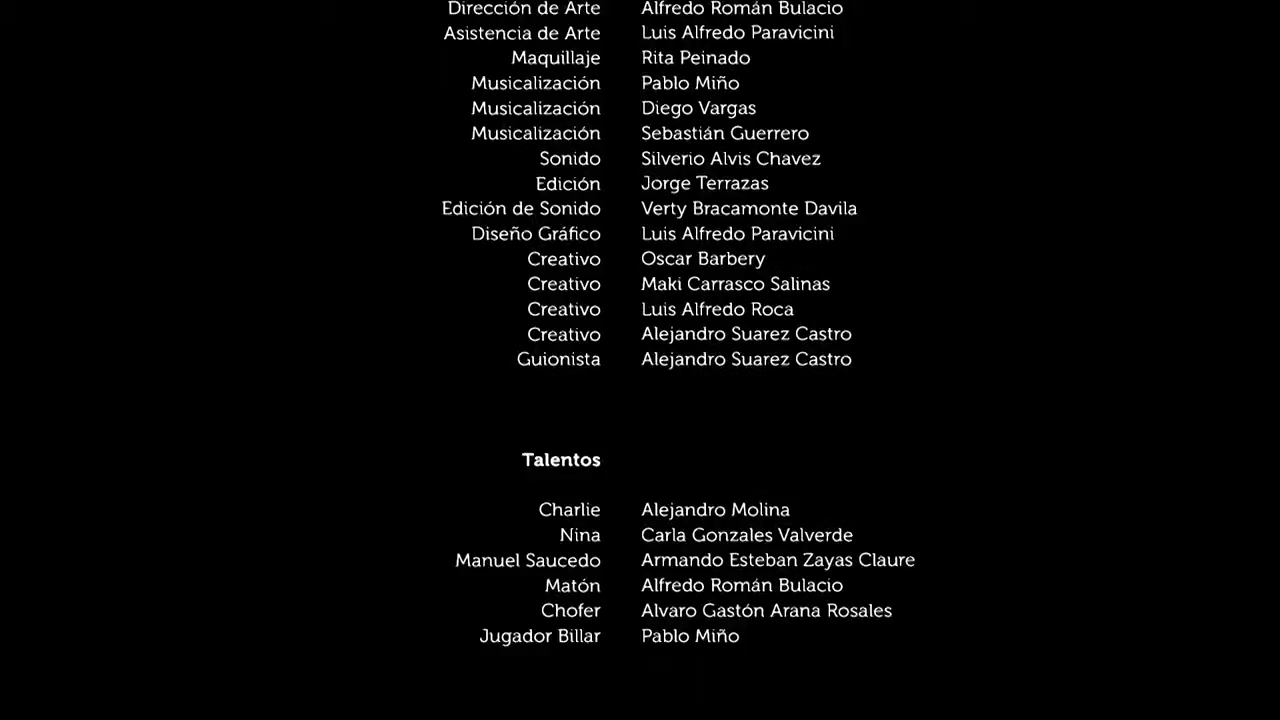 Dirección de Arte Alfredo Román Bulacio
Asistencia de Arte Luis Alfredo Paravicini
Maquillaje Rita Peinado
Musicalización Pablo Miño
Musicalización Diego Vargas
Musicalización Sebastián Guerrero
Sonido Silverio Alvis Chavez
Edición Jorge Terrazas
Edición de Sonido Verty Bracamonte Davila
Diseño Gráfico Luis Alfredo Paravicini
Creativo Oscar Barbery
Creativo Maki Carrasco Salinas
Creativo Luis Alfredo Roca
Creativo Alejandro Suarez Castro
Guionista Alejandro Suarez Castro
Talentos
Charlie Alejandro Molina
Nina Carla Gonzales Valverde
Manuel Saucedo Armando Esteban Zayas Claure
Matón Alfredo Román Bulacio
Chofer Alvaro Gastón Arana Rosales
Jugador Billar Pablo Miño